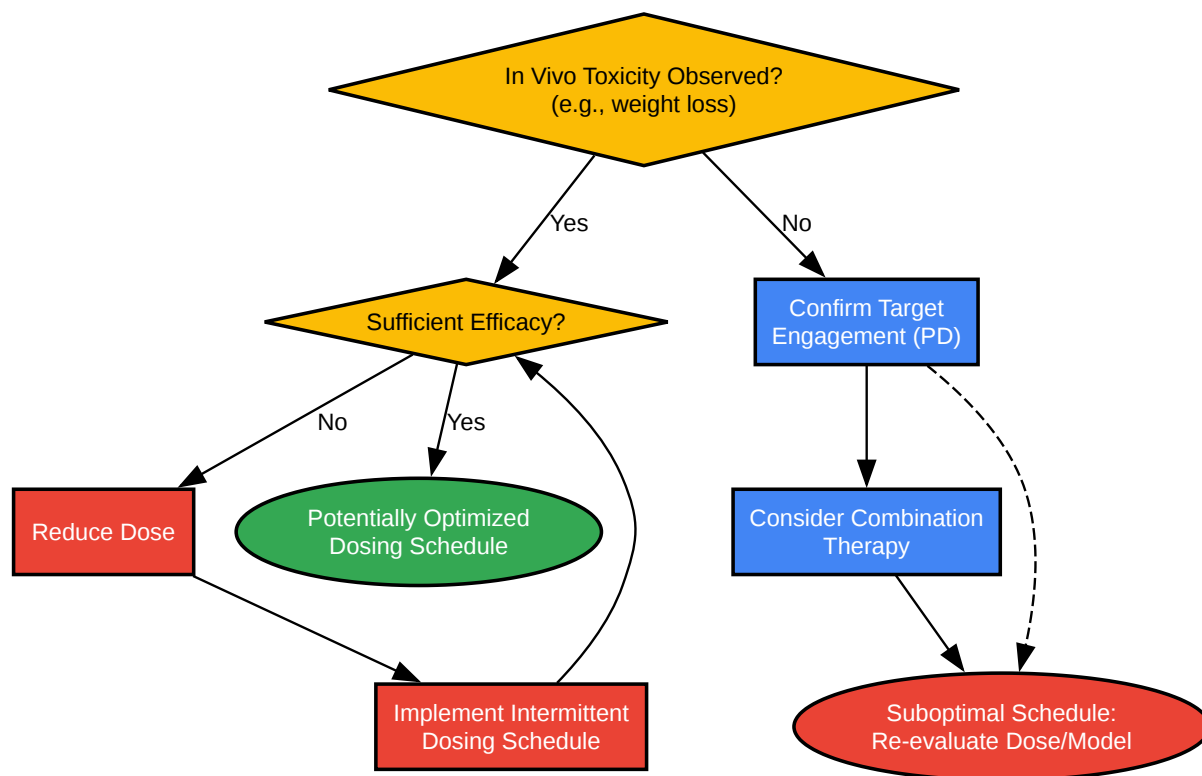 In Vivo Toxicity Observed?
(e.g., weight loss)
Yes
No
Sufficient Efficacy?
Confirm Target
Engagement (PD)
No
Yes
Reduce Dose
Potentially Optimized
Dosing Schedule
Consider Combination
Therapy
Implement Intermittent
Dosing Schedule
Suboptimal Schedule:
Re-evaluate Dose/Model